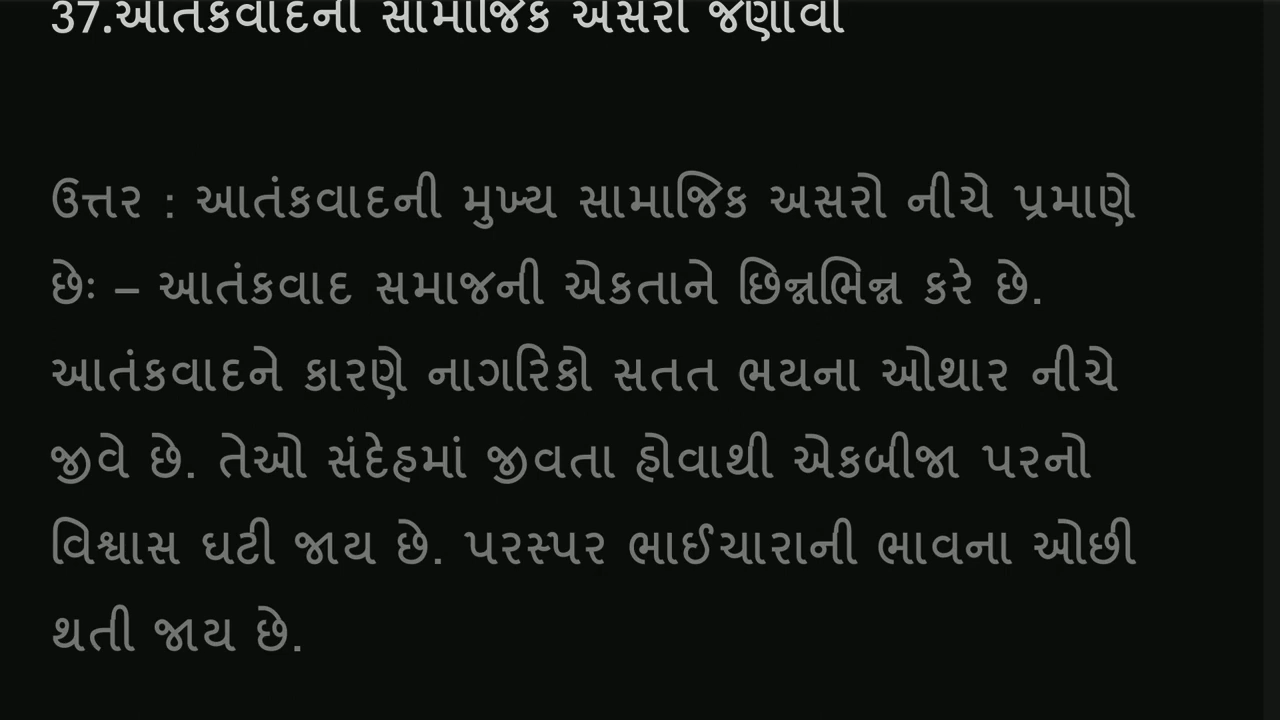 37.આતંકવાદની સામાજિક અસરો જણાવો
ઉત્તર : આતંકવાદની મુખ્ય સામાજિક અસરો નીચે પ્રમાણે
છેઃ – આતંકવાદ સમાજની એકતાને છિન્નભિન્ન કરે છે.
આતંકવાદને કારણે નાગરિકો સતત ભયના ઓથાર નીચે
જીવે છે. તેઓ સંદેહમાં જીવતા હોવાથી એકબીજા પરનો
વિશ્વાસ ઘટી જાય છે. પરસ્પર ભાઈચારાની ભાવના ઓછી
થતી જાય છે.